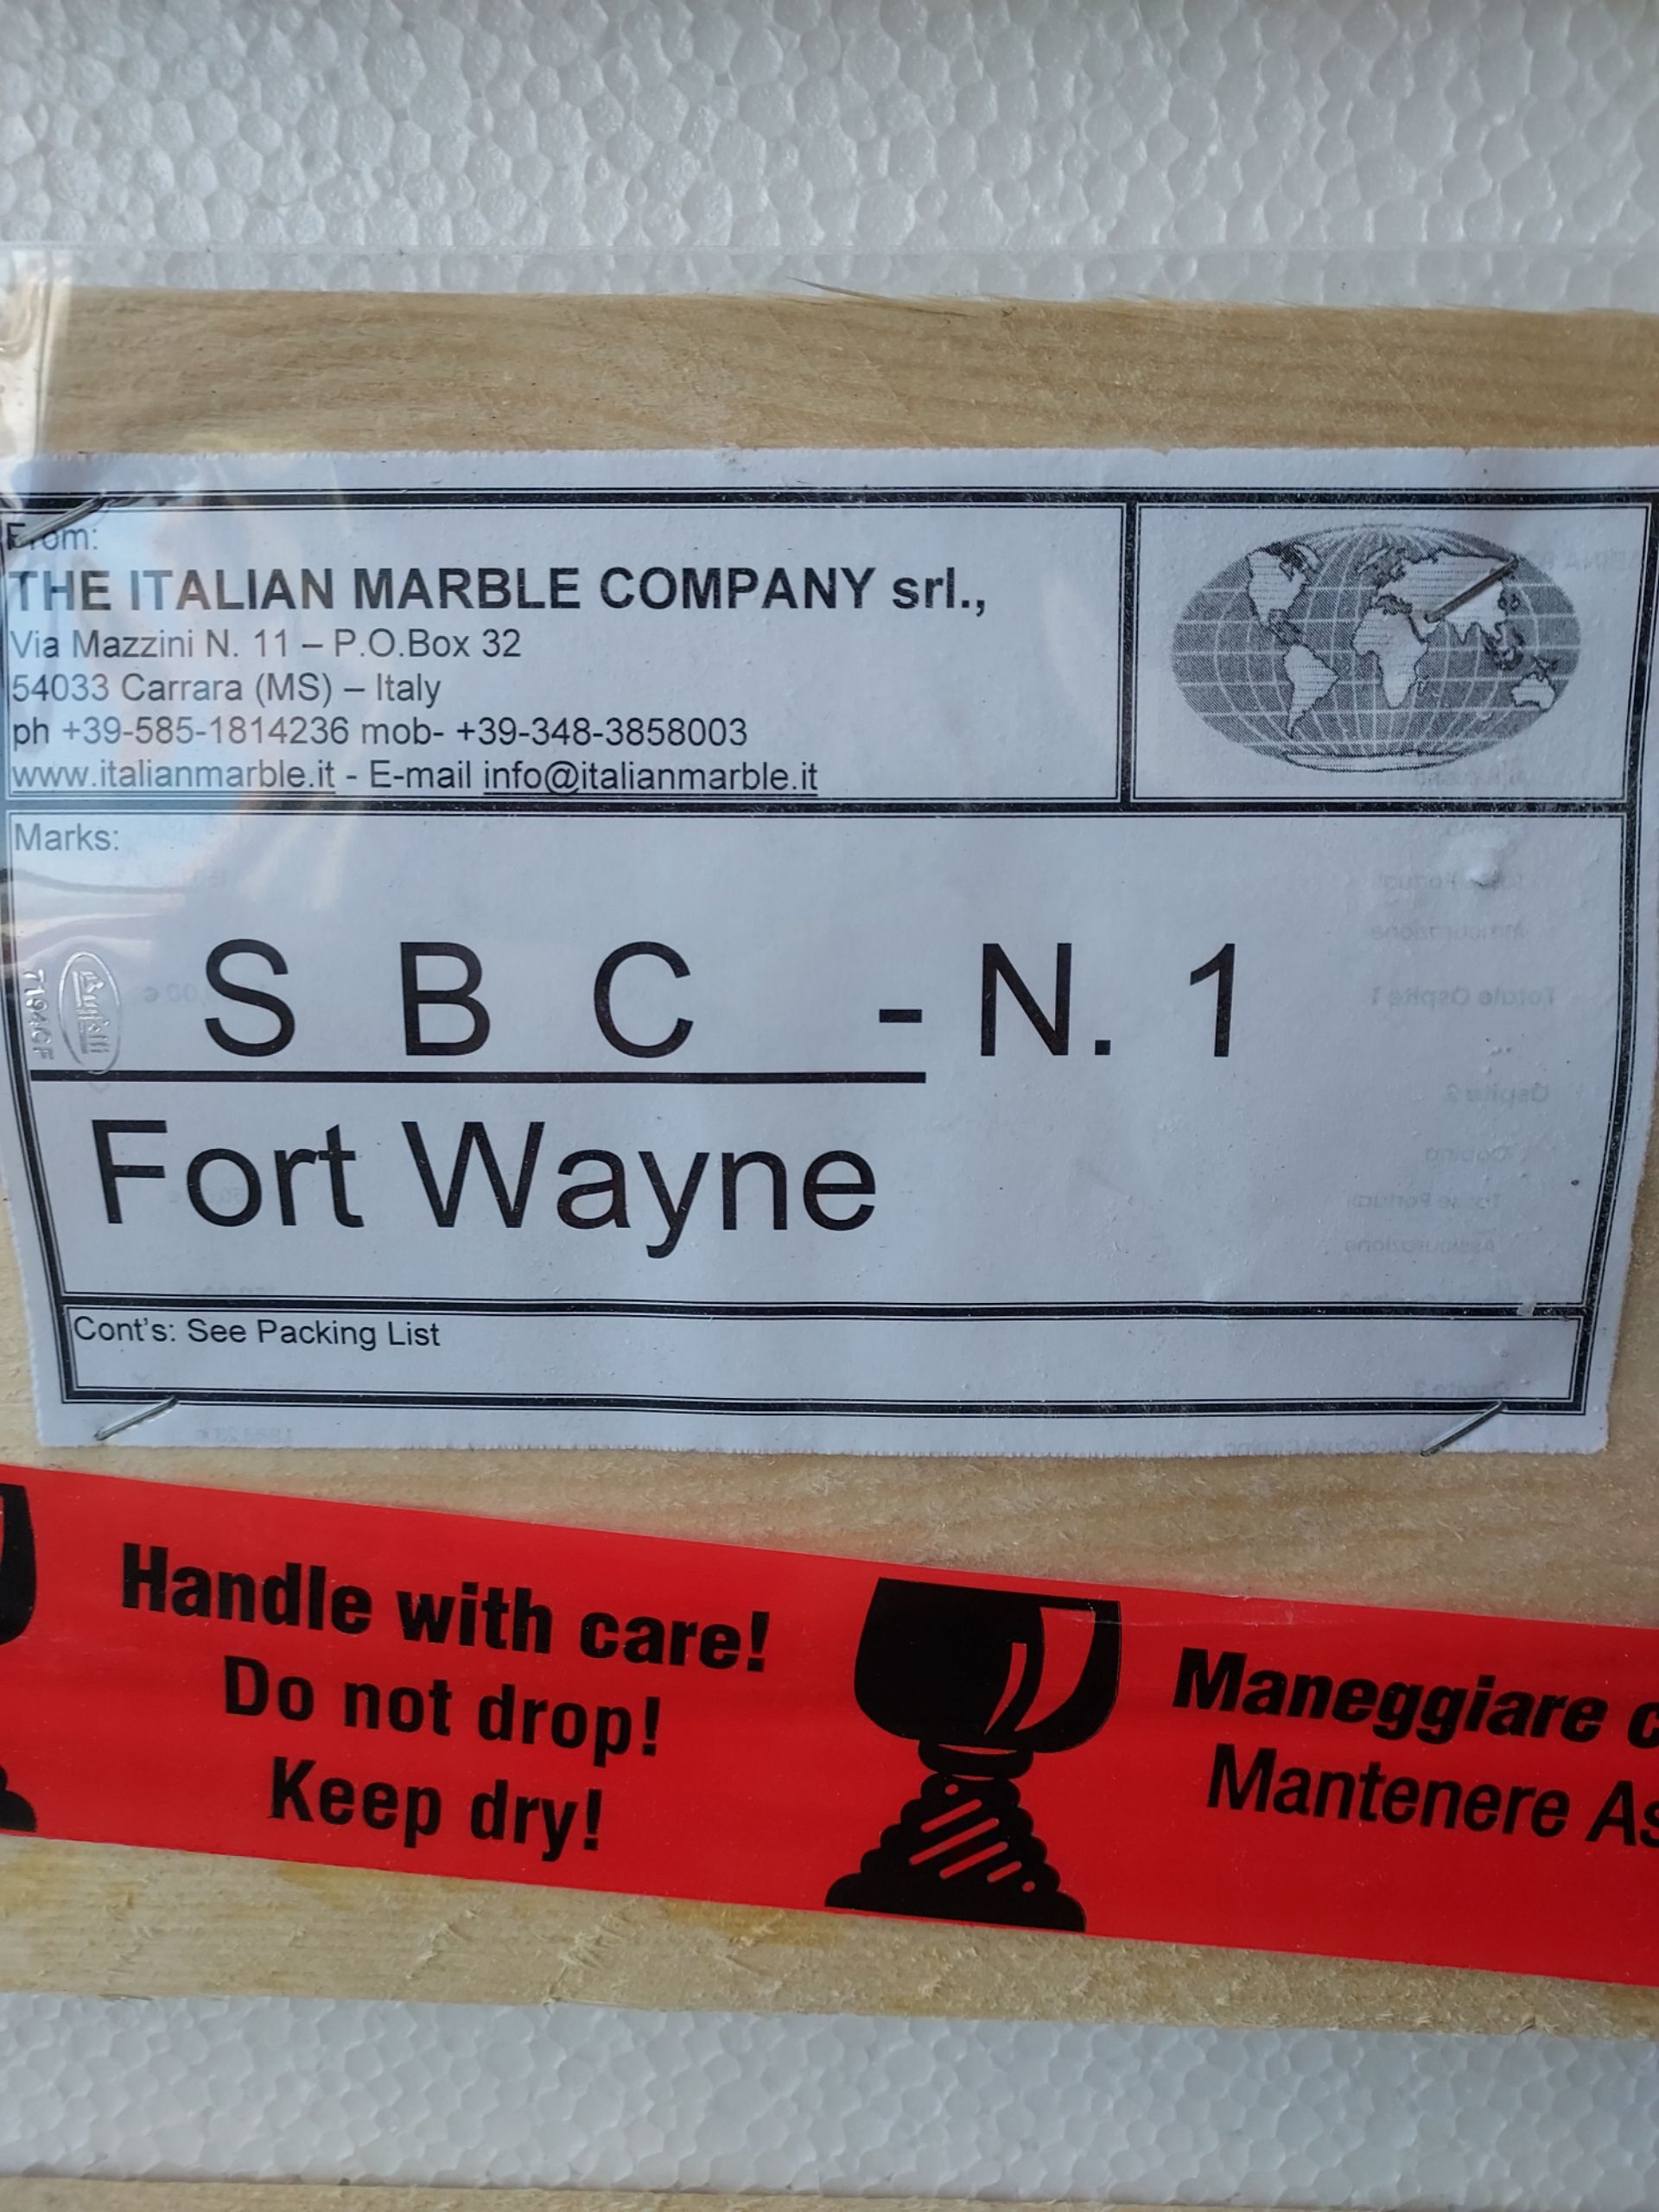 From:
THE ITALIAN MARBLE COMPANY srl.,
Via Mazzini N. 11 – P.O.Box 32
54033 Carrara (MS) – Italy
ph +39-585-1814236 mob- +39-348-3858003
www.italianmarble.it - E-mail info@italianmarble.it
Marks:
S B C - N. 1
Fort Wayne
Cont's: See Packing List
Handle with care!
Do not drop!
Keep dry!
Maneggiare
Mantenere